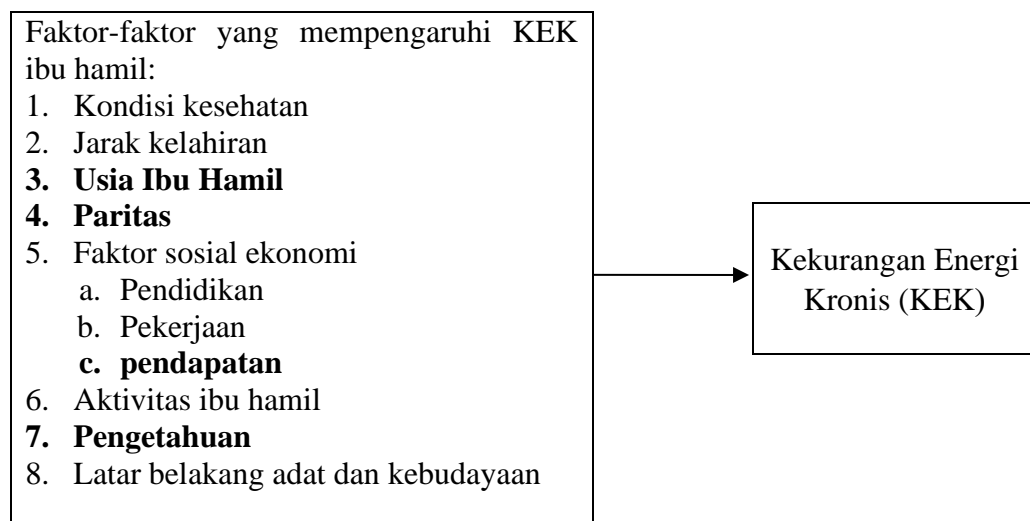 Faktor-faktor yang mempengaruhi KEK
ibu hamil:
1. Kondisi kesehatan
2. Jarak kelahiran
3. Usia Ibu Hamil
4. Paritas
5. Faktor sosial ekonomi
a. Pendidikan
b. Pekerjaan
c. pendapatan
6. Aktivitas ibu hamil
7. Pengetahuan
8. Latar belakang adat dan kebudayaan
Kekurangan Energi
Kronis (KEK)